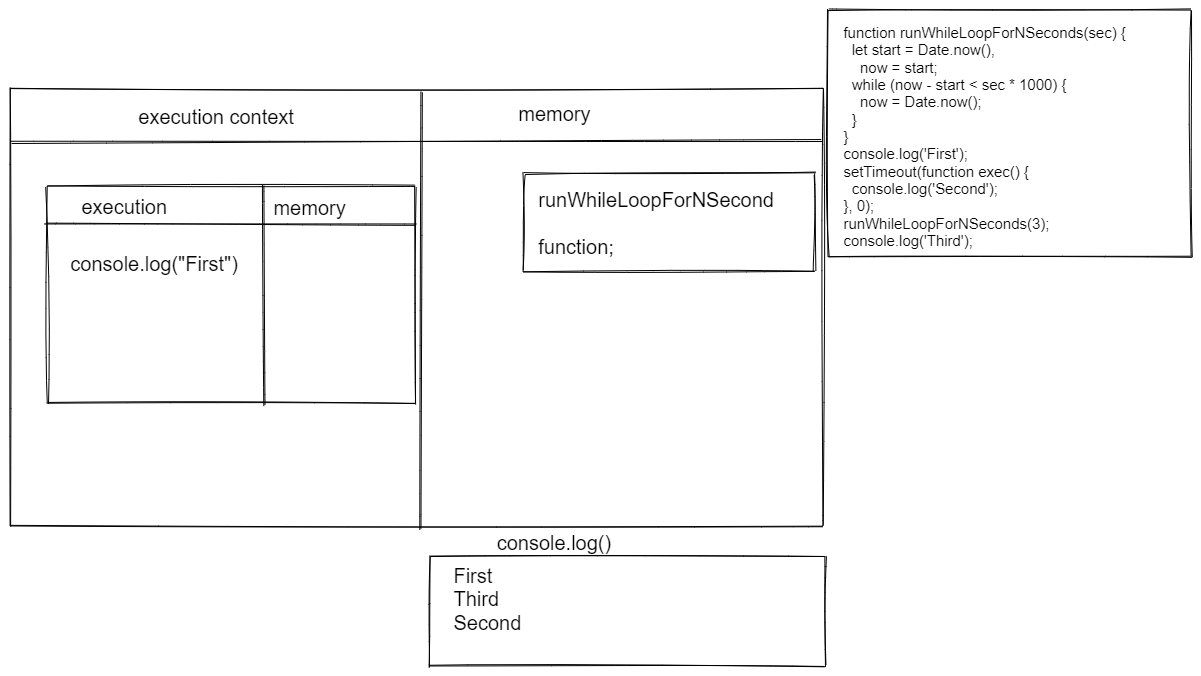 function runWhileLoopForNSeconds(sec) {
let start = Date.now(),
now = start;
while (now - start < sec * 1000) {
now = Date.now();
}
}
console.log('First');
setTimeout(function exec() {
console.log('Second');
}, 0);
runWhileLoopForNSeconds(3);
console.log('Third');
execution context
memory
execution
memory
console.log("First")
runWhileLoopForNSecond
function;
console.log()
First
Third
Second